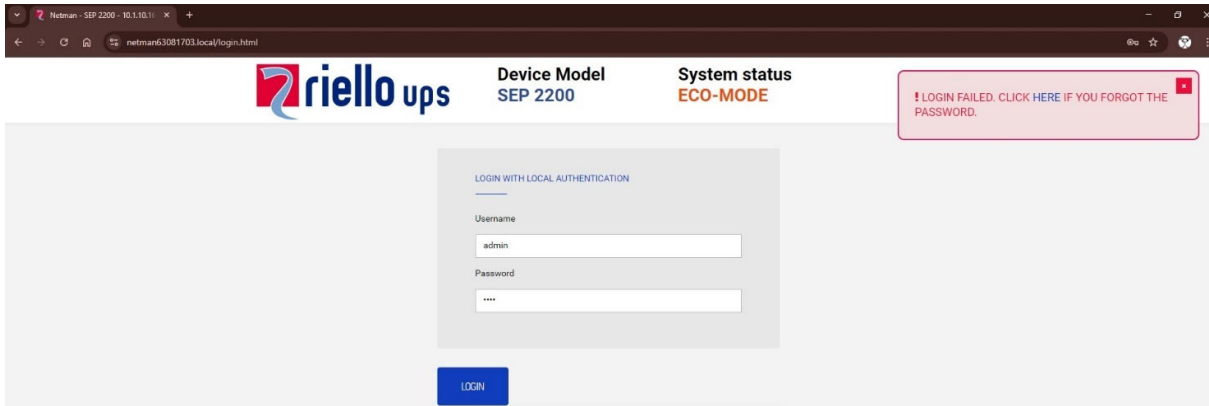 Netman - SEP 2200 - 10.1.10.1
netman63081703.local/login.html
riello ups
Device Model
SEP 2200
System status
ECO-MODE
! LOGIN FAILED. CLICK HERE IF YOU FORGOT THE
PASSWORD.
LOGIN WITH LOCAL AUTHENTICATION
Username
admin
Password
••••
LOGIN